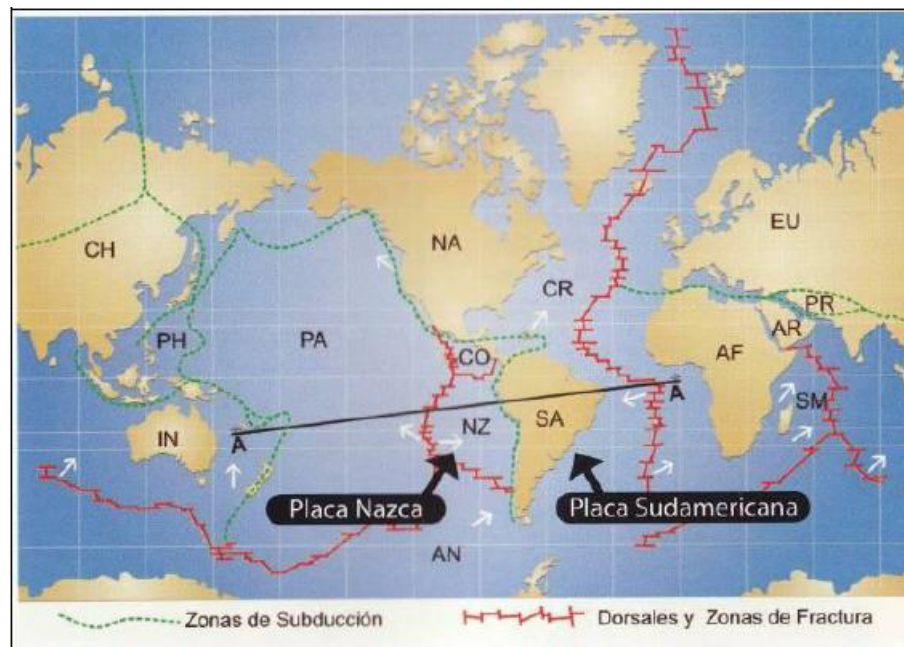 NA
EU
CH
CR
PR
AR
PH
PA
CO
AF
A
SM
IN
A
NZ
SA
Placa Nazca
Placa Sudamericana
AN
Zonas de Subducción
Dorsales y Zonas de Fractura